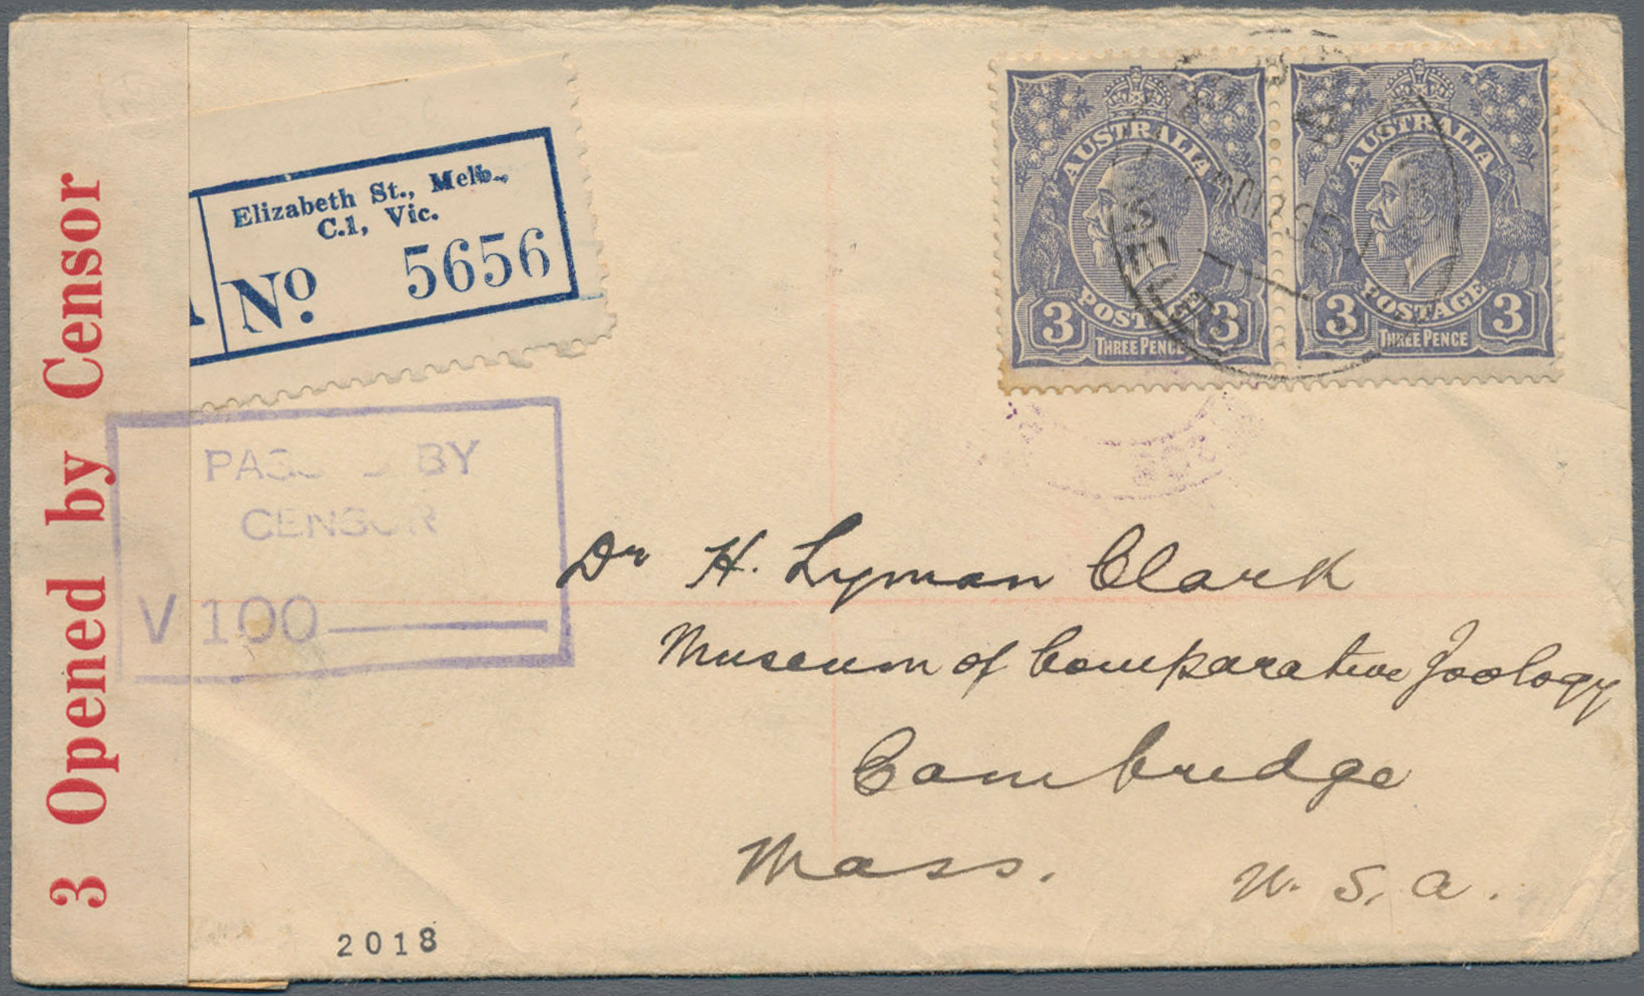 3 Opened by Censor
Elizabeth St., Melb.,
C.1, Vic.
No. 5656
AUSTRALIA
3 POSTAGE 3
THREE PENCE
AUSTRALIA
3 POSTAGE 3
THREE PENCE
BY
CENSOR
V 100
Dr H. Lyman Clark
Museum of Comparative Zoology
Cambridge
Mass. U. S. A.
2018